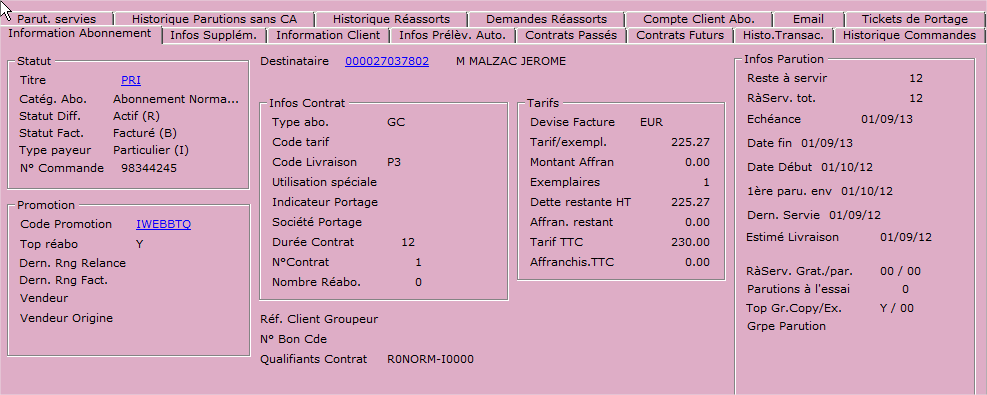 Parut. servies Historique Parutions sans CA Historique Réassorts Demandes Réassorts Compte Client Abo. Email Tickets de Portage
Information Abonnement Infos Supplém. Information Client Infos Prélèv. Auto. Contrats Passés Contrats Futurs Histo.Transac. Historique Commandes
Statut
Titre PRI
Catég. Abo. Abonnement Norma...
Statut Diff. Actif (R)
Statut Fact. Facturé (B)
Type payeur Particulier (I)
N° Commande 98344245
Promotion
Code Promotion IWEBBTQ
Top réabo Y
Dern. Rng Relance
Dern. Rng Fact.
Vendeur
Vendeur Origine
Destinataire 000027037802 M MALZAC JEROME
Infos Contrat
Type abo. GC
Code tarif
Code Livraison P3
Utilisation spéciale
Indicateur Portage
Société Portage
Durée Contrat 12
N°Contrat 1
Nombre Réabo. 0
Réf. Client Groupeur
N° Bon Cde
Qualifiants Contrat R0NORM-I0000
Tarifs
Devise Facture EUR
Tarif/exempl. 225.27
Montant Affran 0.00
Exemplaires 1
Dette restante HT 225.27
Affran. restant 0.00
Tarif TTC 230.00
Affranchis.TTC 0.00
Infos Parution
Reste à servir 12
RàServ. tot. 12
Echéance 01/09/13
Date fin 01/09/13
Date Début 01/10/12
1ère paru. env 01/10/12
Dern. Servie 01/09/12
Estimé Livraison 01/09/12
RàServ. Grat./par. 00 / 00
Parutions à l'essai 0
Top Gr.Copy/Ex. Y / 00
Grpe Parution